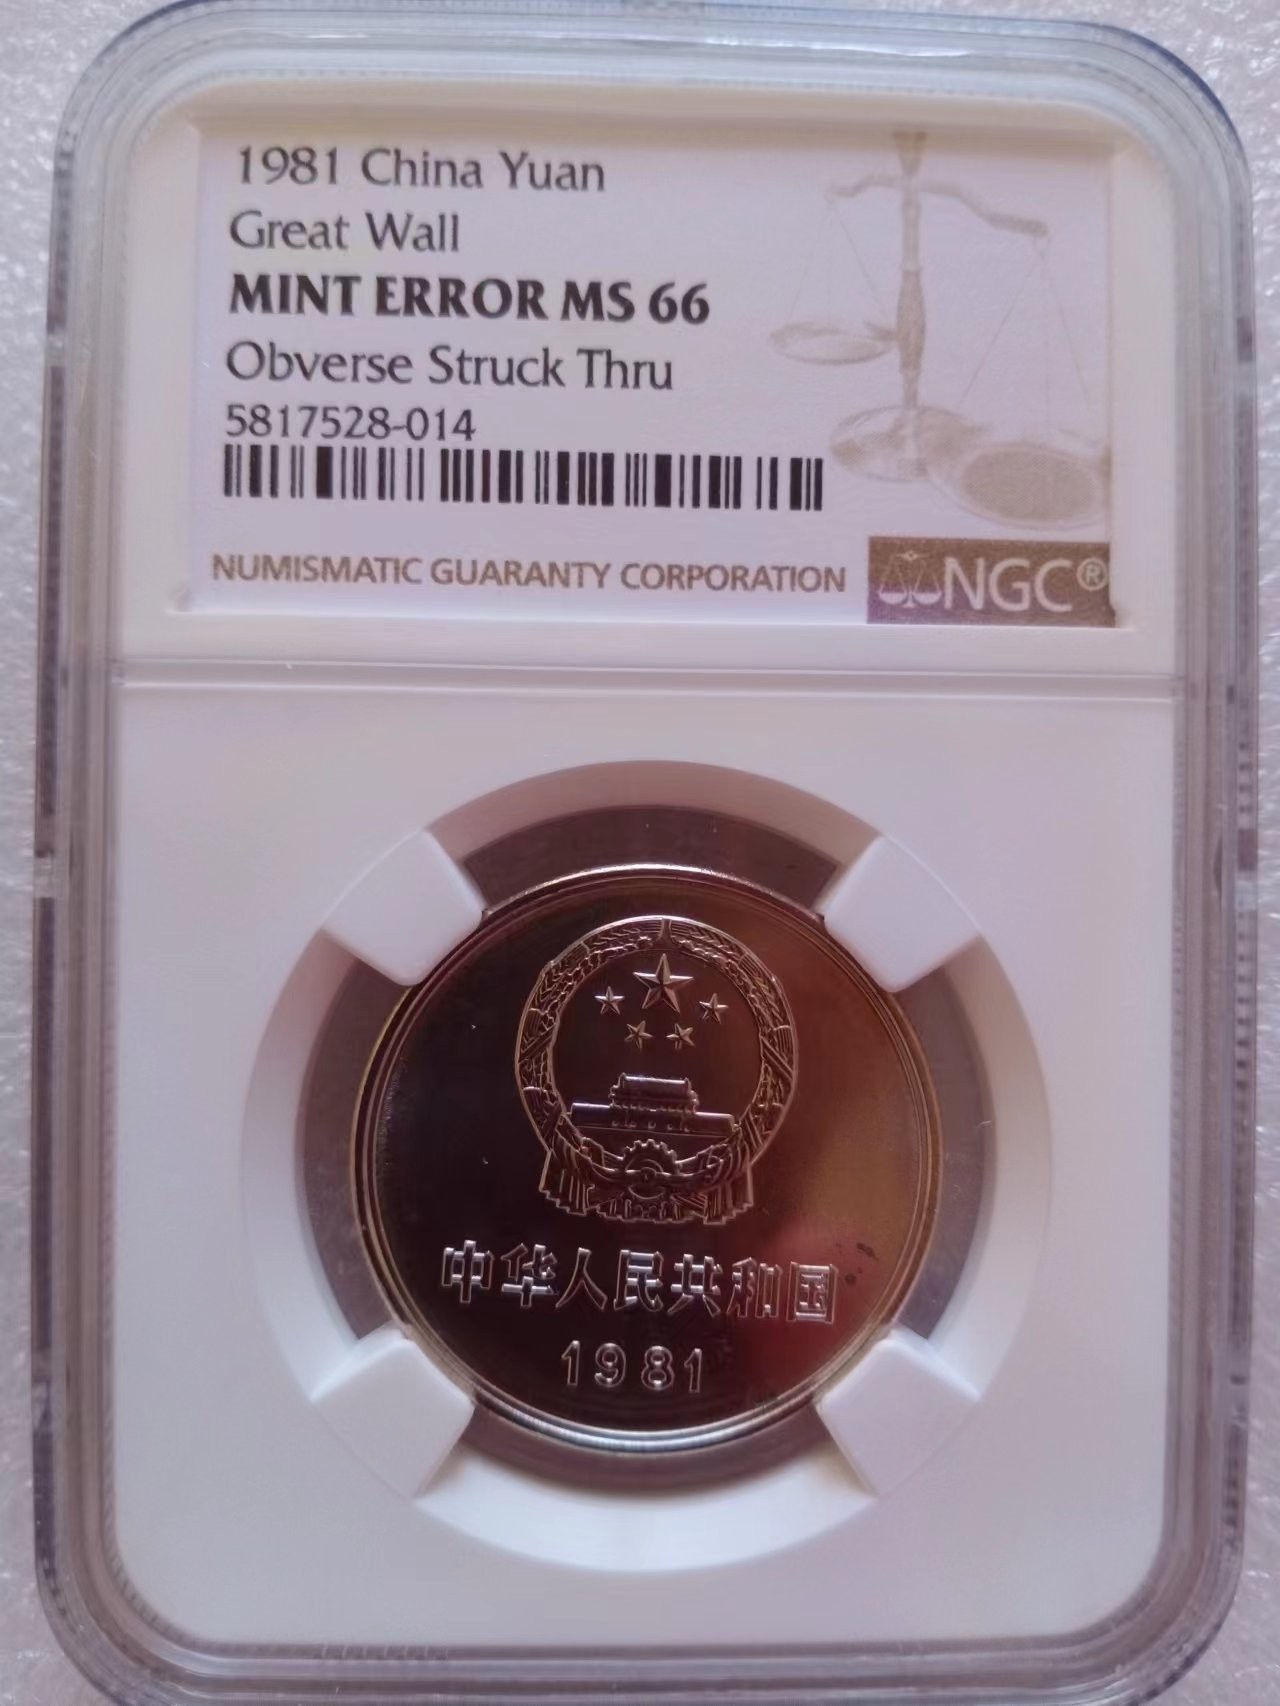 1981 China Yuan
Great Wall
MINT ERROR MS 66
Obverse Struck Thru
5817528-014
NUMISMATIC GUARANTY CORPORATION
NGC®
中华人民共和国
1981